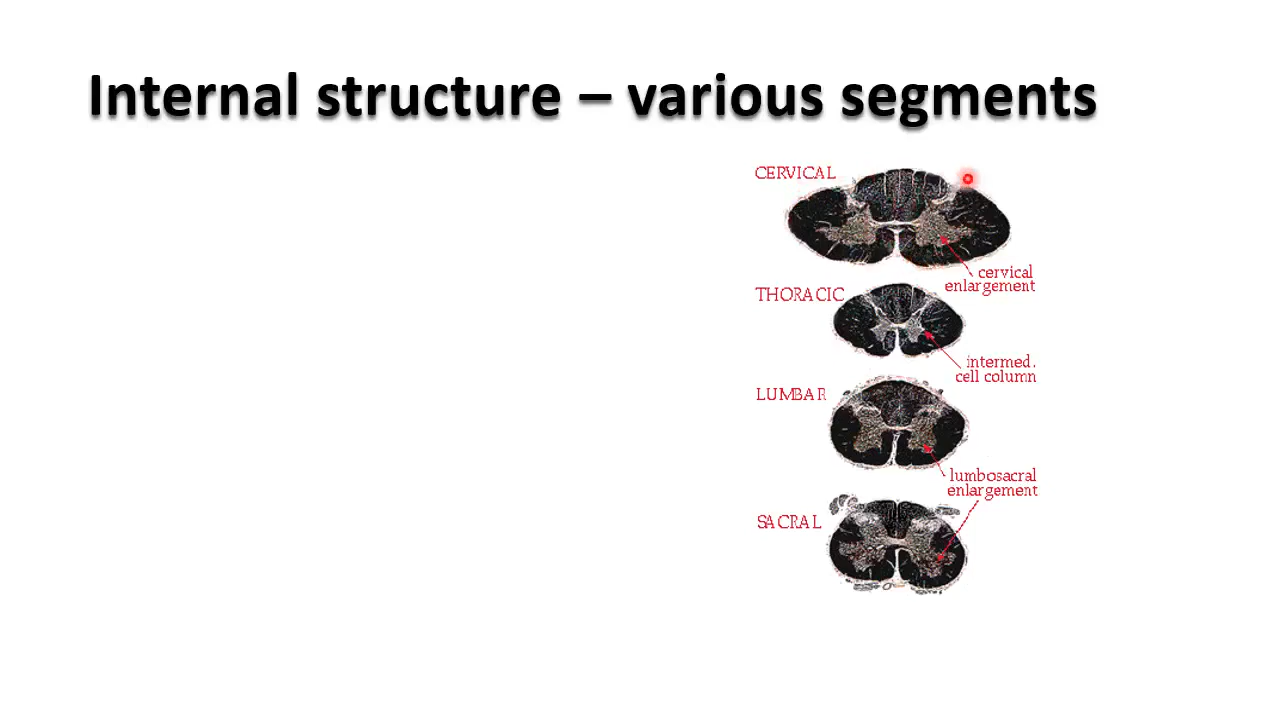 Internal structure – various segments
CERVICAL
cervical
enlargement
THORACIC
intermed.
cell column
LUMBAR
lumbosacral
enlargement
SACRAL